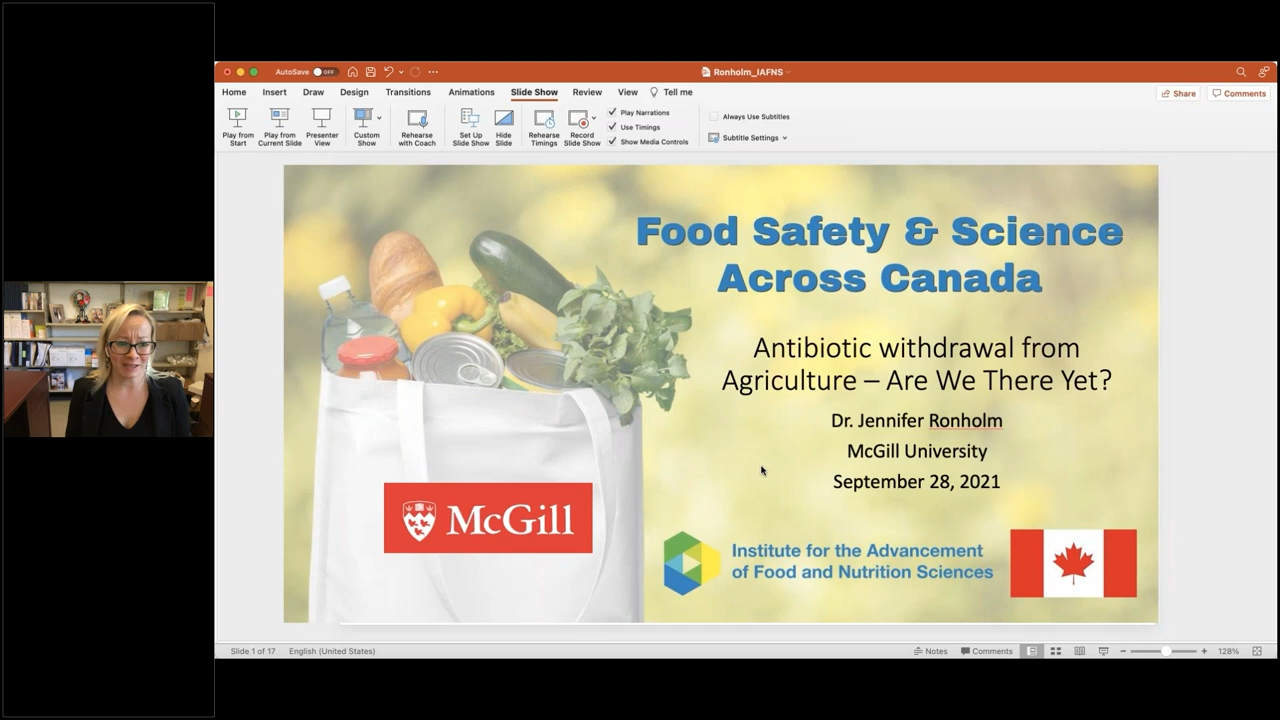 AutoSave OFF
Ronholm_IAFNS
Home Insert Draw Design Transitions Animations Slide Show Review View Tell me
Share Comments
Play from Start
Play from Current Slide
Presenter View
Custom Show
Rehearse with Coach
Set Up Slide Show
Hide Slide
Rehearse Timings
Record Slide Show
Play Narrations
Use Timings
Show Media Controls
Always Use Subtitles
Subtitle Settings
Food Safety & Science
Across Canada
Antibiotic withdrawal from
Agriculture – Are We There Yet?
Dr. Jennifer Ronholm
McGill University
September 28, 2021
McGill
Institute for the Advancement
of Food and Nutrition Sciences
Slide 1 of 17 English (United States)
Notes Comments 128%